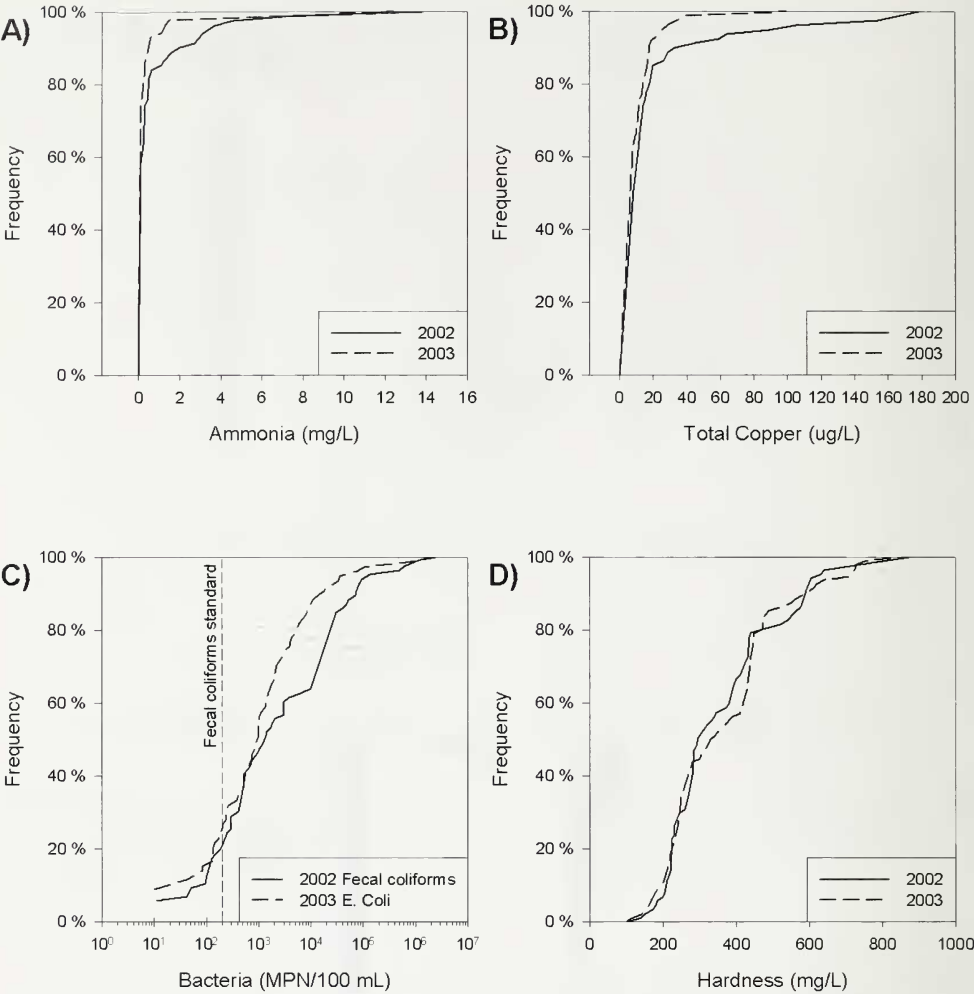 A)
100 %
80 %
60 %
40 %
20 %
0 %
Frequency
2002
2003
0 2 4 6 8 10 12 14 16
Ammonia (mg/L)
B)
100 %
80 %
60 %
40 %
20 %
0 %
Frequency
2002
2003
0 20 40 60 80 100 120 140 160 180 200
Total Copper (ug/L)
C)
100 %
80 %
60 %
40 %
20 %
0 %
Frequency
Fecal coliforms standard
2002 Fecal coliforms
2003 E. Coli
10⁰ 10¹ 10² 10³ 10⁴ 10⁵ 10⁶ 10⁷
Bacteria (MPN/100 mL)
D)
100 %
80 %
60 %
40 %
20 %
0 %
Frequency
2002
2003
0 200 400 600 800 1000
Hardness (mg/L)